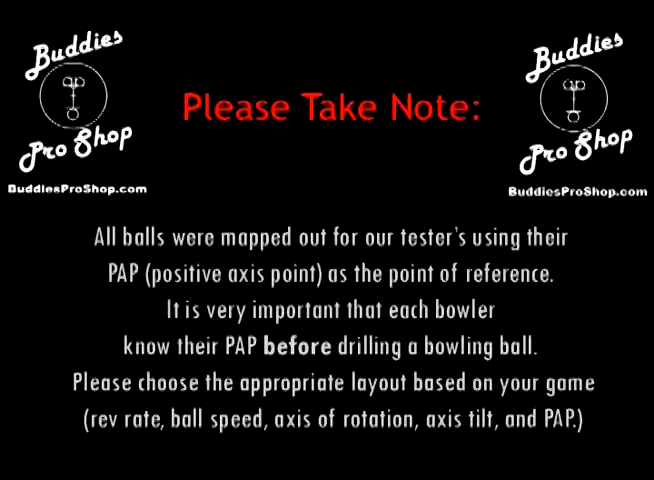 Buddies
Pro Shop
BuddiesProShop.com
Buddies
Pro Shop
BuddiesProShop.com
Please Take Note:
All balls were mapped out for our tester's using their
PAP (positive axis point) as the point of reference.
It is very important that each bowler
know their PAP before drilling a bowling ball.
Please choose the appropriate layout based on your game
(rev rate, ball speed, axis of rotation, axis tilt, and PAP.)